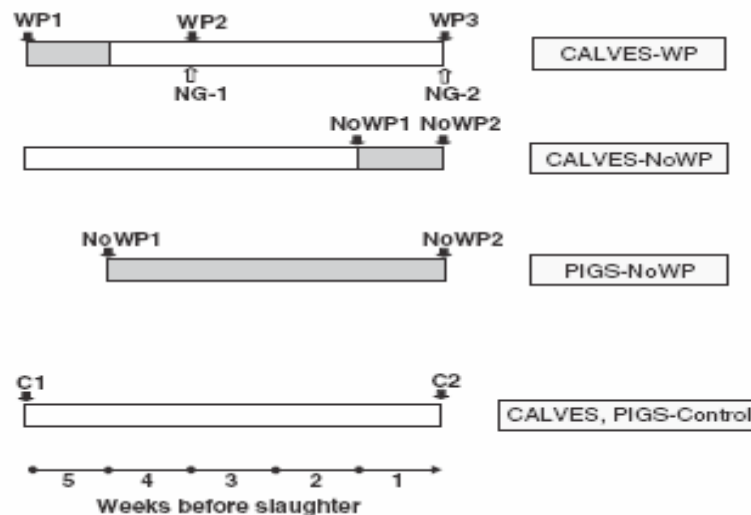 WP1 WP2 WP3
CALVES-WP
NG-1 NG-2
NoWP1 NoWP2
CALVES-NoWP
NoWP1 NoWP2
PIGS-NoWP
C1 C2
CALVES, PIGS-Control
5 4 3 2 1
Weeks before slaughter